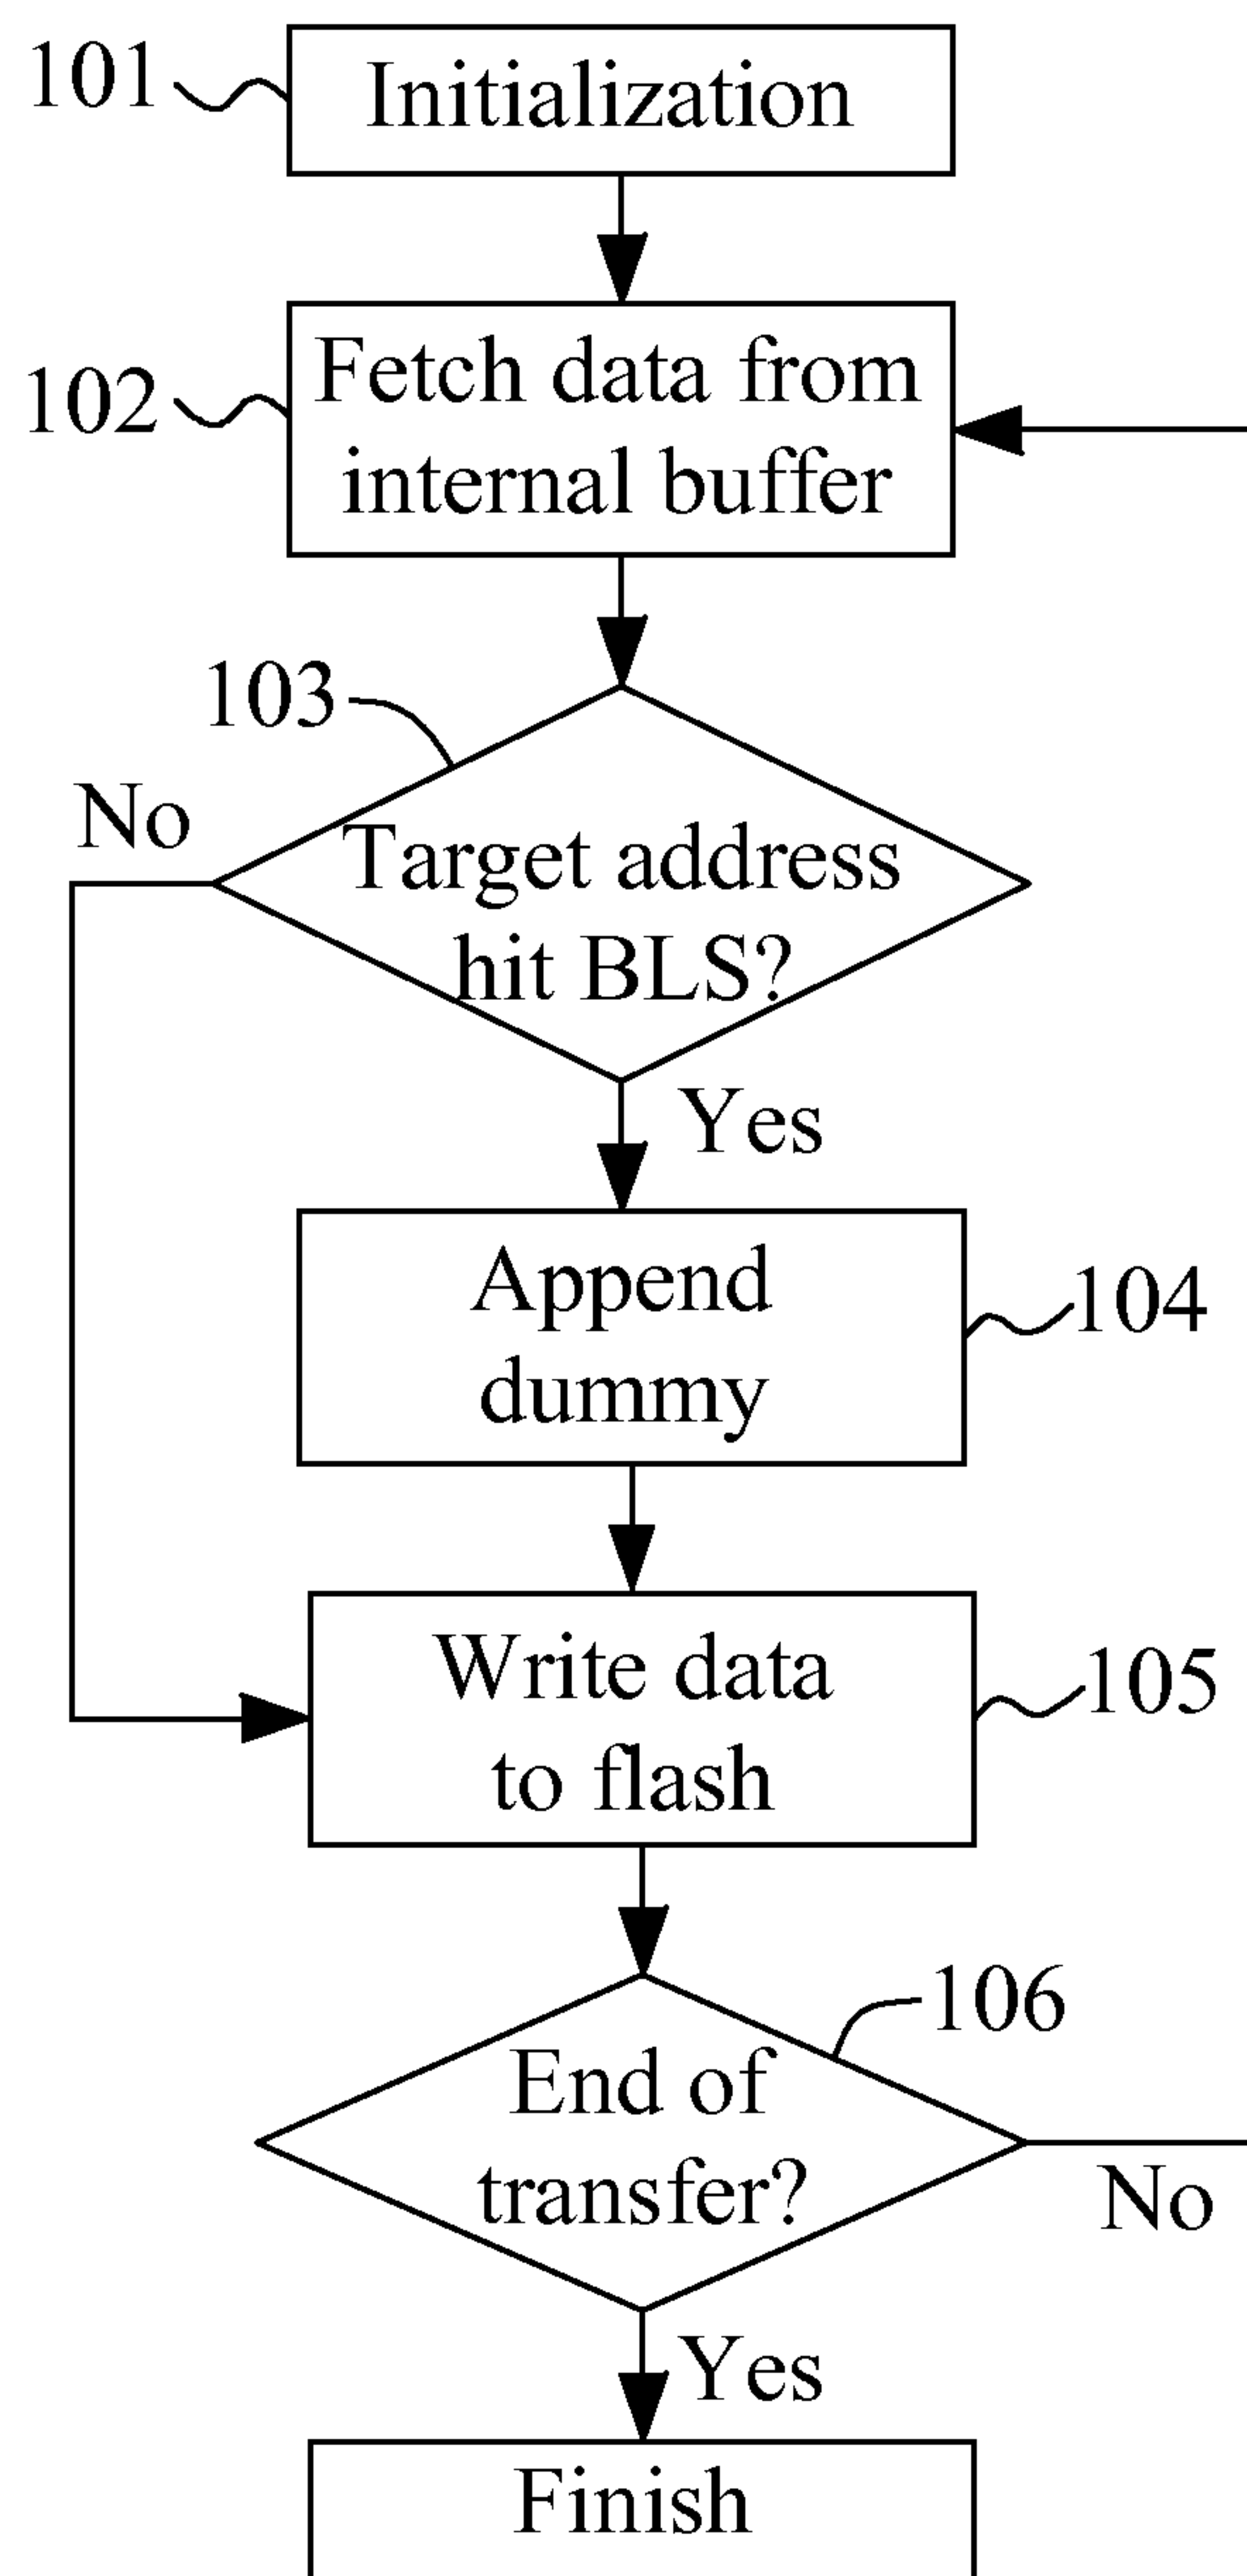 101
Initialization
102
Fetch data from
internal buffer
103
No
Target address
hit BLS?
Yes
Append
dummy
104
Write data
to flash
105
106
End of
transfer?
No
Yes
Finish